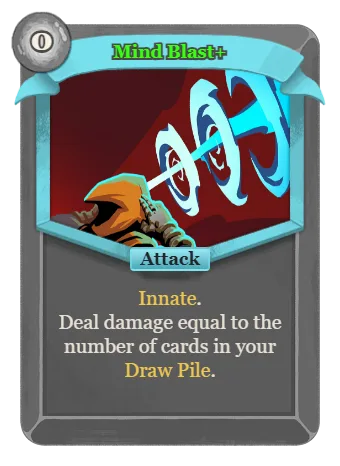 0
Mind Blast+
Attack
Innate.
Deal damage equal to the
number of cards in your
Draw Pile.